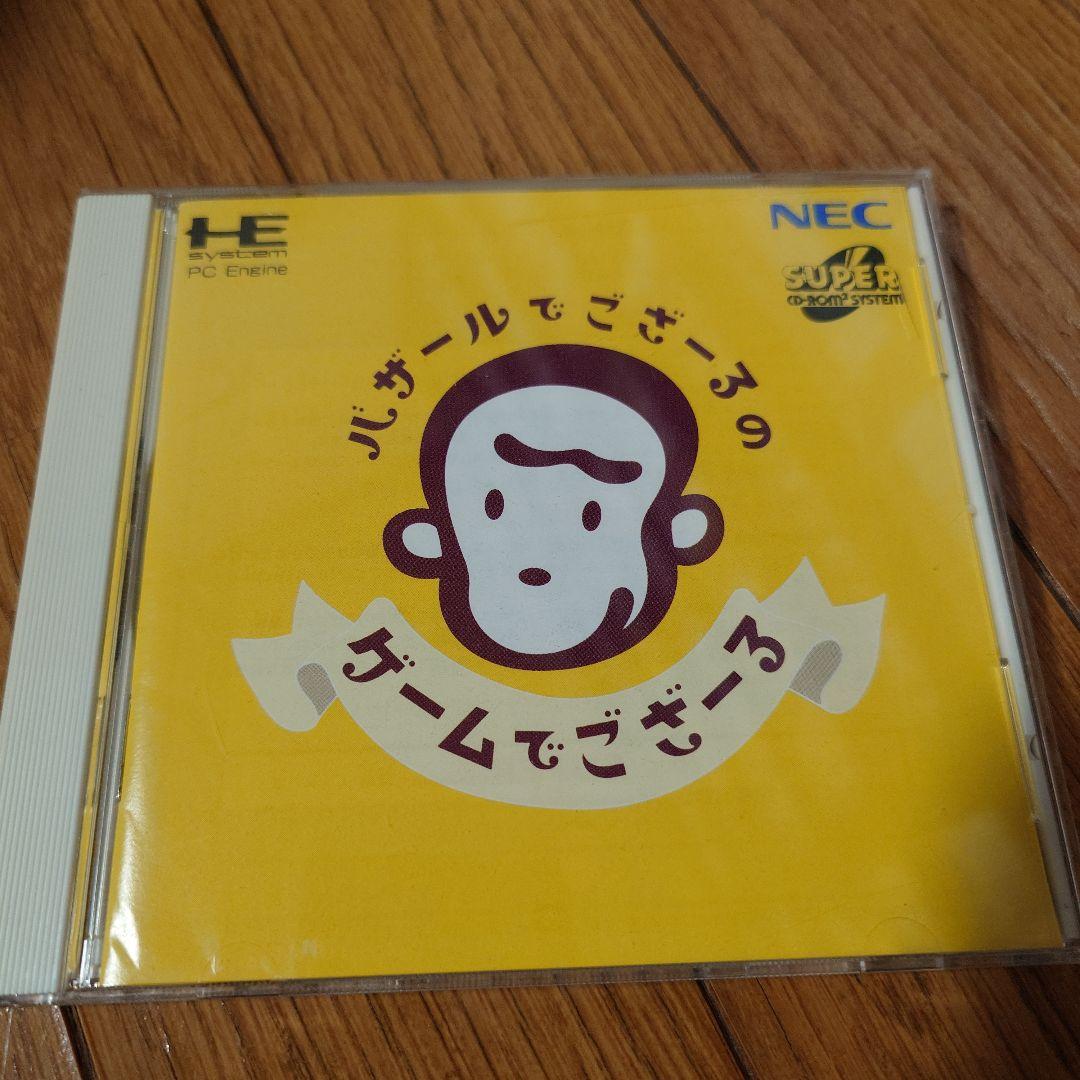 HE
system
PC Engine
NEC
SUPER
CD-ROM² SYSTEM
バザールでござーるの
ゲームでござーる